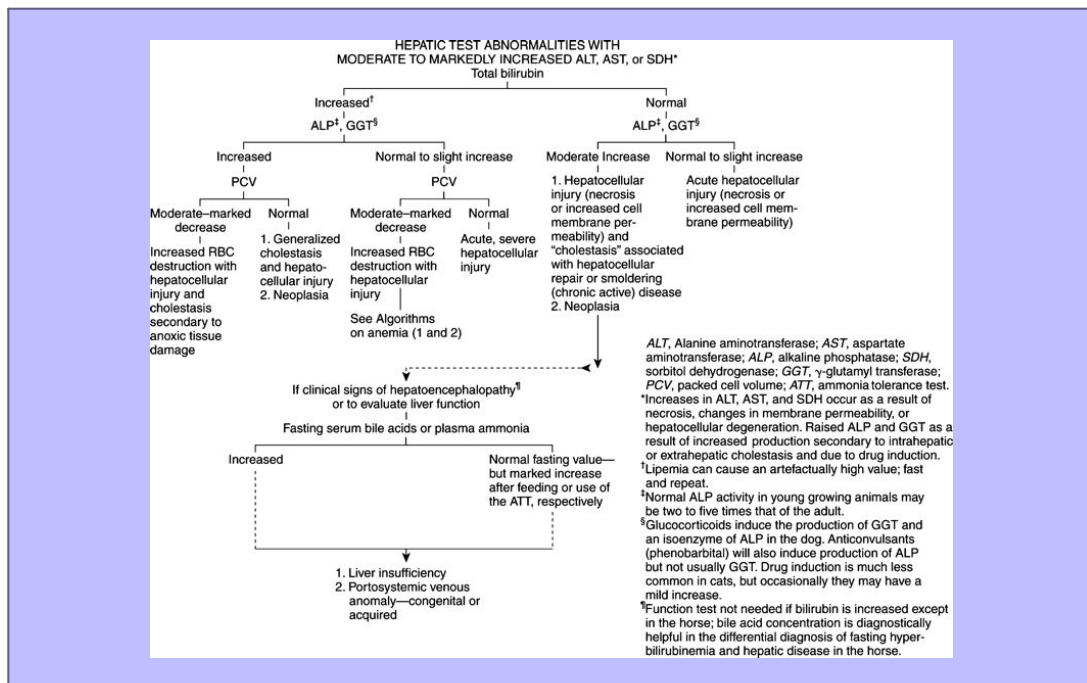 HEPATIC TEST ABNORMALITIES WITH
MODERATE TO MARKEDLY INCREASED ALT, AST, or SDH*
Total bilirubin
Increased†
Normal
ALP‡, GGT§
ALP‡, GGT§
Increased
Normal to slight increase
Moderate Increase
Normal to slight increase
PCV
PCV
Moderate–marked
decrease
Normal
Moderate–marked
decrease
Normal
Increased RBC
destruction with
hepatocellular
injury and
cholestasis
secondary to
anoxic tissue
damage
1. Generalized
cholestasis
and hepato-
cellular injury
2. Neoplasia
Increased RBC
destruction with
hepatocellular
injury
See Algorithms
on anemia (1 and 2)
Acute, severe
hepatocellular
injury
1. Hepatocellular
injury (necrosis
or increased cell
membrane per-
meability) and
“cholestasis” associated
with hepatocellular
repair or smoldering
(chronic active) disease
2. Neoplasia
Acute hepatocellular
injury (necrosis or
increased cell mem-
brane permeability)
If clinical signs of hepatoencephalopathy¶
or to evaluate liver function
Fasting serum bile acids or plasma ammonia
Increased
Normal fasting value—
but marked increase
after feeding or use of
the ATT, respectively
1. Liver insufficiency
2. Portosystemic venous
anomaly—congenital or
acquired
ALT, Alanine aminotransferase; AST, aspartate
aminotransferase; ALP, alkaline phosphatase; SDH,
sorbitol dehydrogenase; GGT, γ-glutamyl transferase;
PCV, packed cell volume; ATT, ammonia tolerance test.
*Increases in ALT, AST, and SDH occur as a result of
necrosis, changes in membrane permeability, or
hepatocellular degeneration. Raised ALP and GGT as a
result of increased production secondary to intrahepatic
or extrahepatic cholestasis and due to drug induction.
†Lipemia can cause an artefactually high value; fast
and repeat.
‡Normal ALP activity in young growing animals may
be two to five times that of the adult.
§Glucocorticoids induce the production of GGT and
an isoenzyme of ALP in the dog. Anticonvulsants
(phenobarbital) will also induce production of ALP
but not usually GGT. Drug induction is much less
common in cats, but occasionally they may have a
mild increase.
¶Function test not needed if bilirubin is increased except
in the horse; bile acid concentration is diagnostically
helpful in the differential diagnosis of fasting hyper-
bilirubinemia and hepatic disease in the horse.